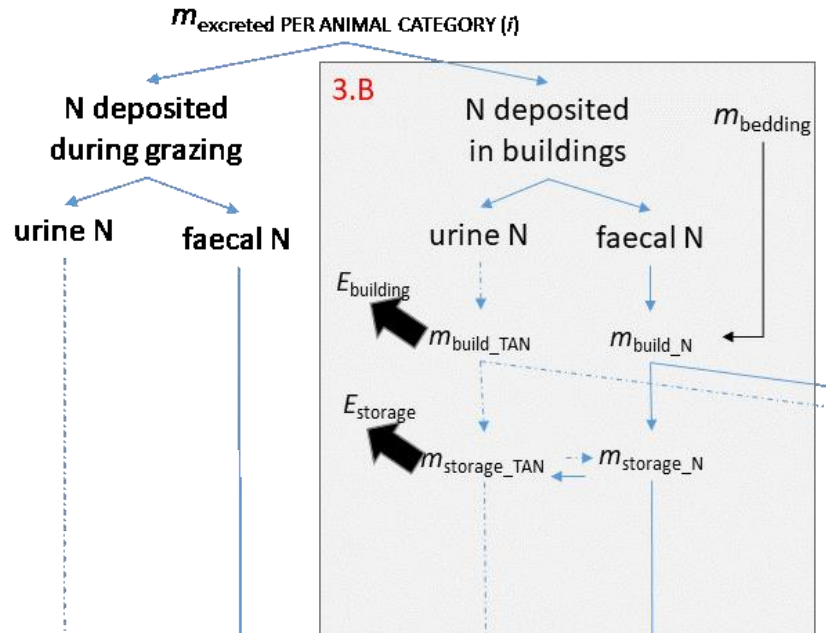 m excreted PER ANIMAL CATEGORY (i)
3.B
N deposited
during grazing
N deposited
in buildings
m bedding
urine N
faecal N
urine N
faecal N
E building
m build_TAN
m build_N
E storage
m storage_TAN
m storage_N